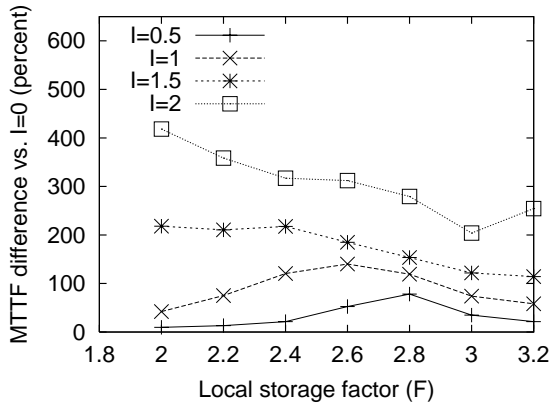 MTTF difference vs. I=0 (percent)
600
500
400
300
200
100
0
I=0.5
I=1
I=1.5
I=2
1.8 2 2.2 2.4 2.6 2.8 3 3.2
Local storage factor (F)